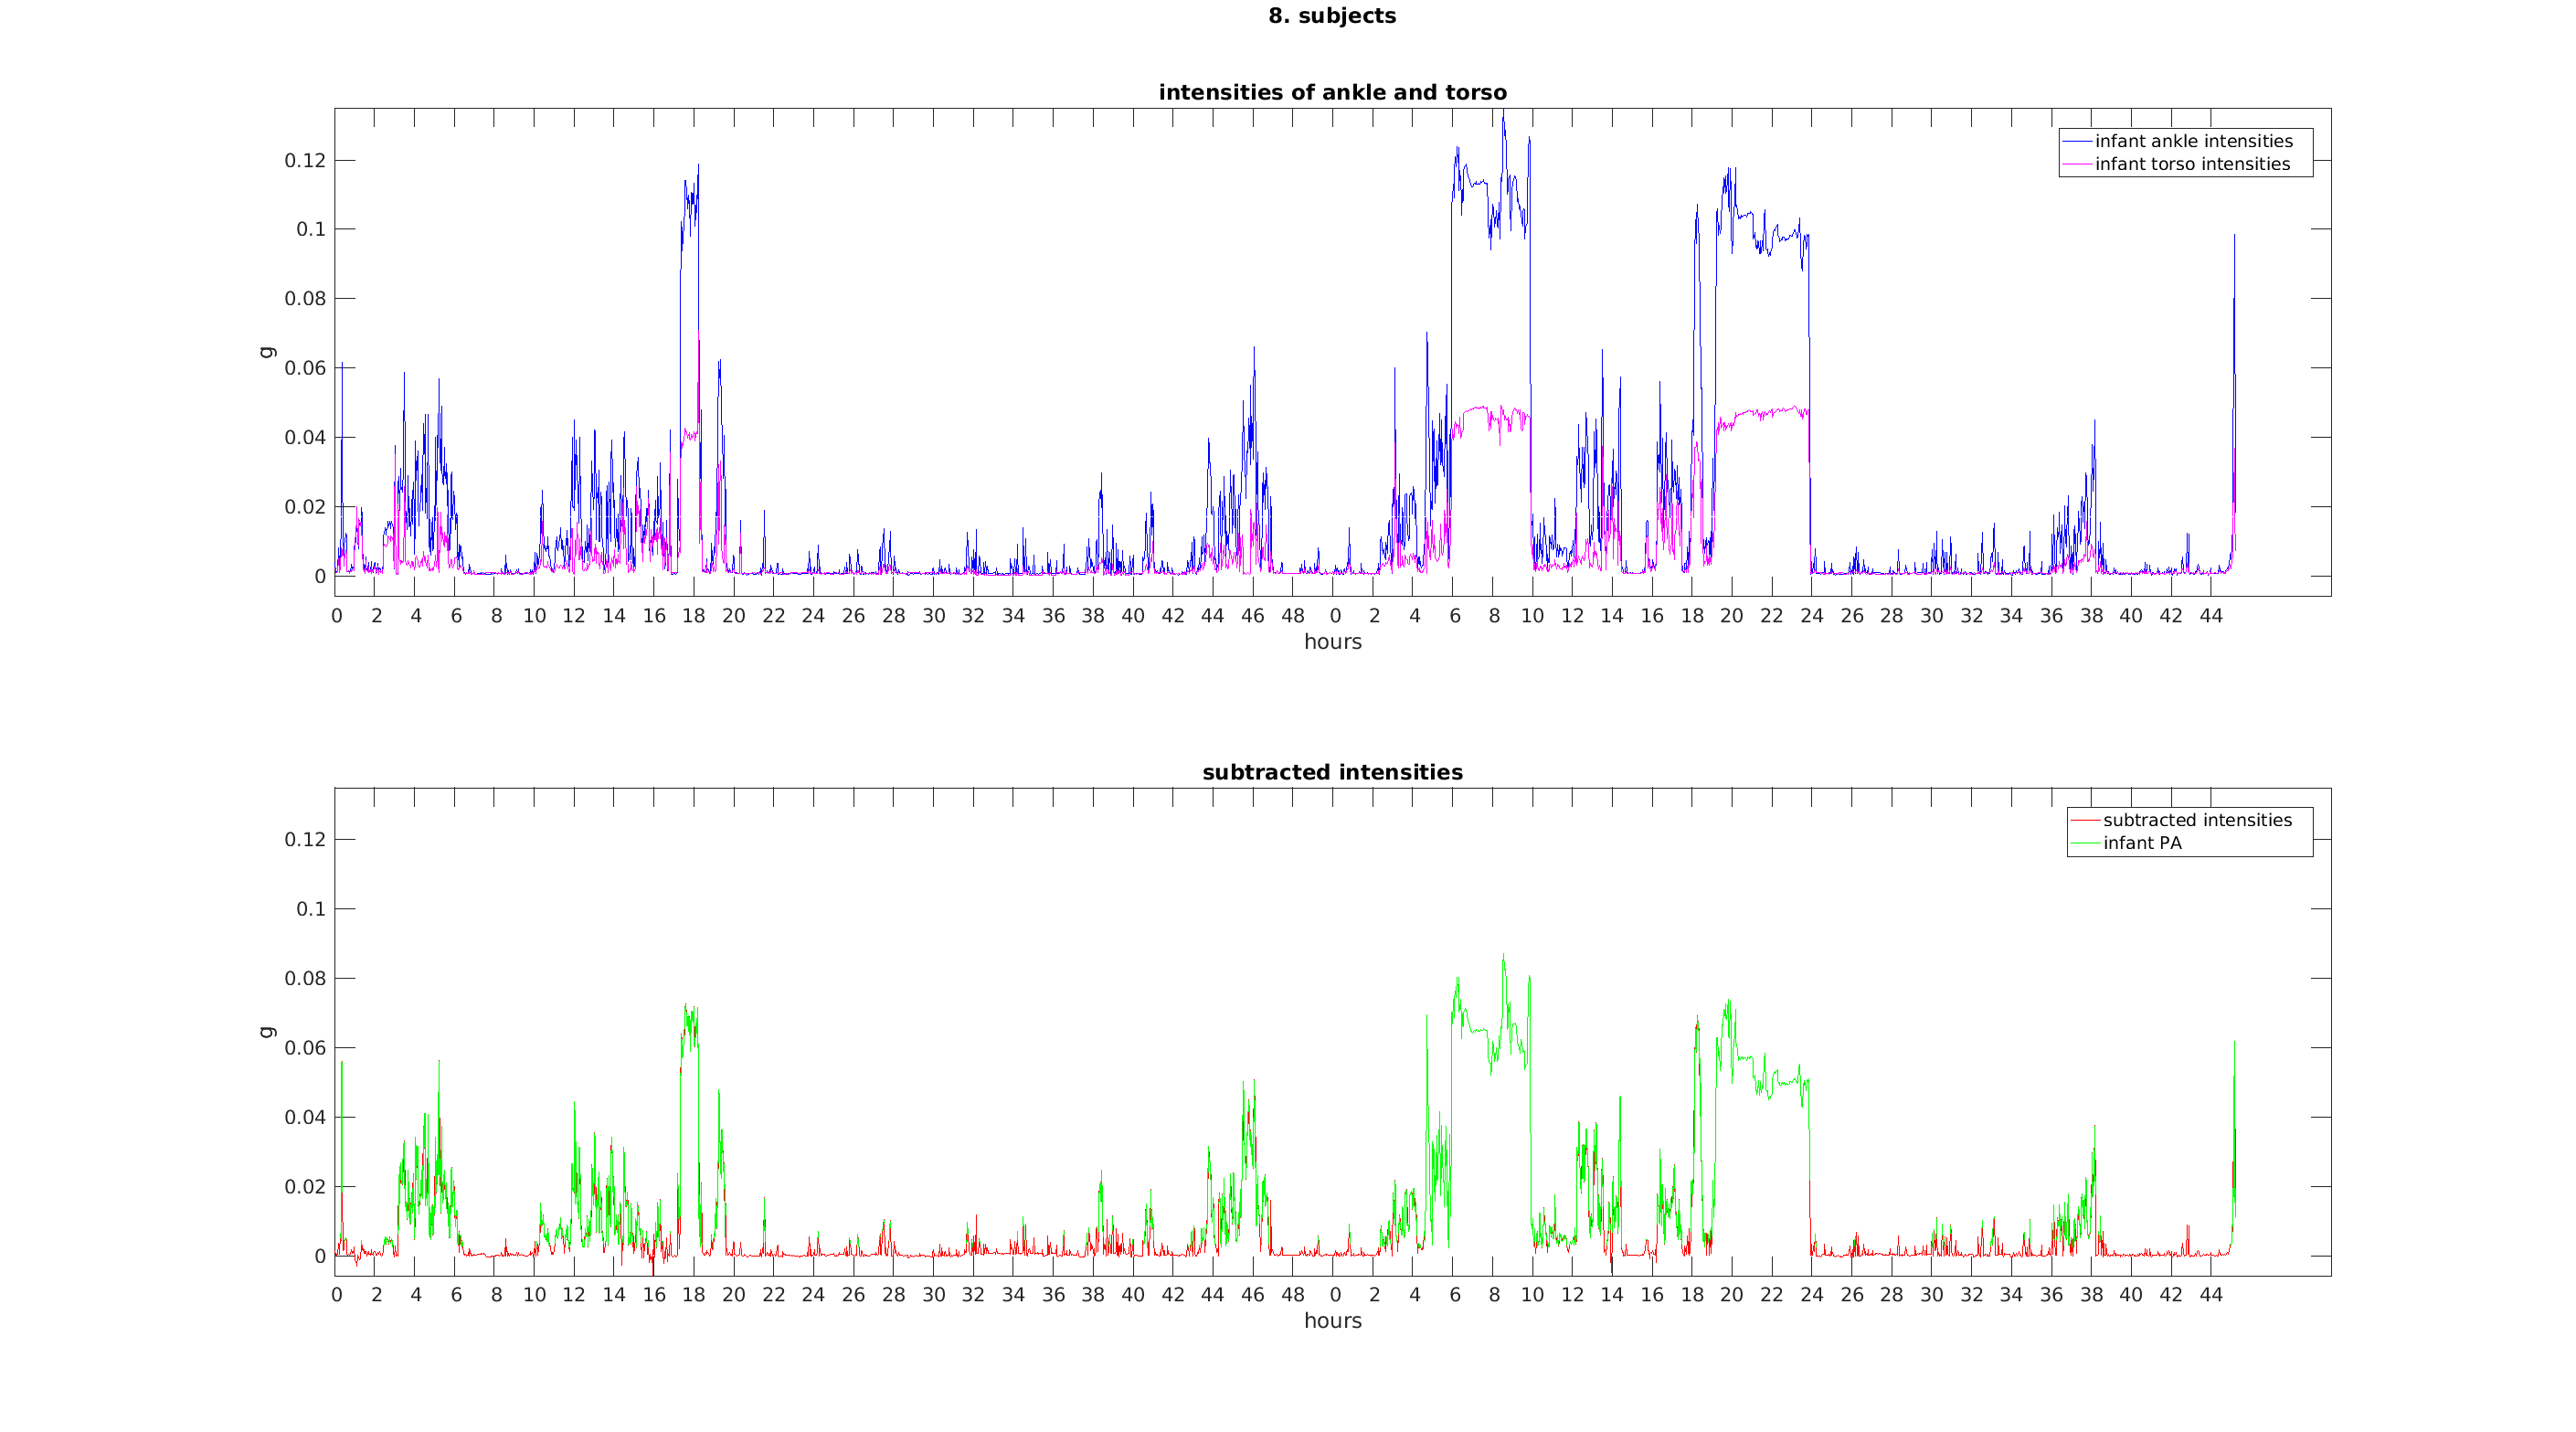 8. subjects
intensities of ankle and torso
infant ankle intensities
infant torso intensities
0.12
0.1
0.08
0.06
0.04
0.02
0
g
0 2 4 6 8 10 12 14 16 18 20 22 24 26 28 30 32 34 36 38 40 42 44 46 48 0 2 4 6 8 10 12 14 16 18 20 22 24 26 28 30 32 34 36 38 40 42 44
hours
subtracted intensities
subtracted intensities
infant PA
0.12
0.1
0.08
0.06
0.04
0.02
0
g
0 2 4 6 8 10 12 14 16 18 20 22 24 26 28 30 32 34 36 38 40 42 44 46 48 0 2 4 6 8 10 12 14 16 18 20 22 24 26 28 30 32 34 36 38 40 42 44
hours